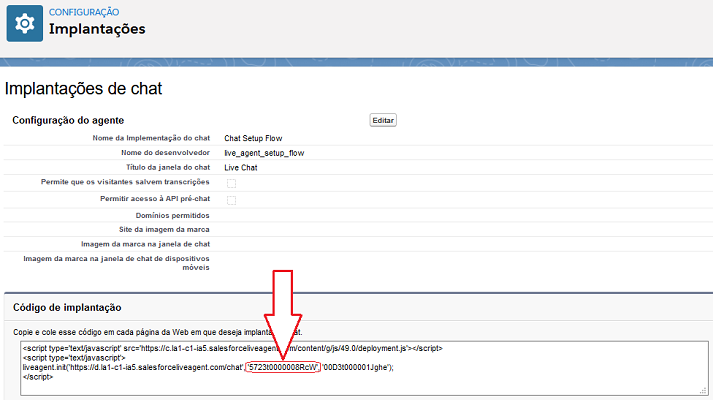 CONFIGURAÇÃO
Implantações
Implantações de chat
Configuração do agente
Editar
Nome da Implementação do chat Chat Setup Flow
Nome do desenvolvedor live_agent_setup_flow
Título da janela do chat Live Chat
Permite que os visitantes salvem transcrições
Permitir acesso à API pré-chat
Domínios permitidos
Site da imagem da marca
Imagem da marca na janela de chat
Imagem da marca na janela de chat de dispositivos
móveis
Código de implantação
Copie e cole esse código em cada página da Web em que deseja implanta chat.
<script type='text/javascript' src='https://c.la1-c1-ia5.salesforceliveagent.com/content/g/js/49.0/deployment.js'></script>
<script type='text/javascript'>
liveagent.init('https://d.la1-c1-ia5.salesforceliveagent.com/chat', '5723t0000008RcW', '00D3t000001Jghe');
</script>